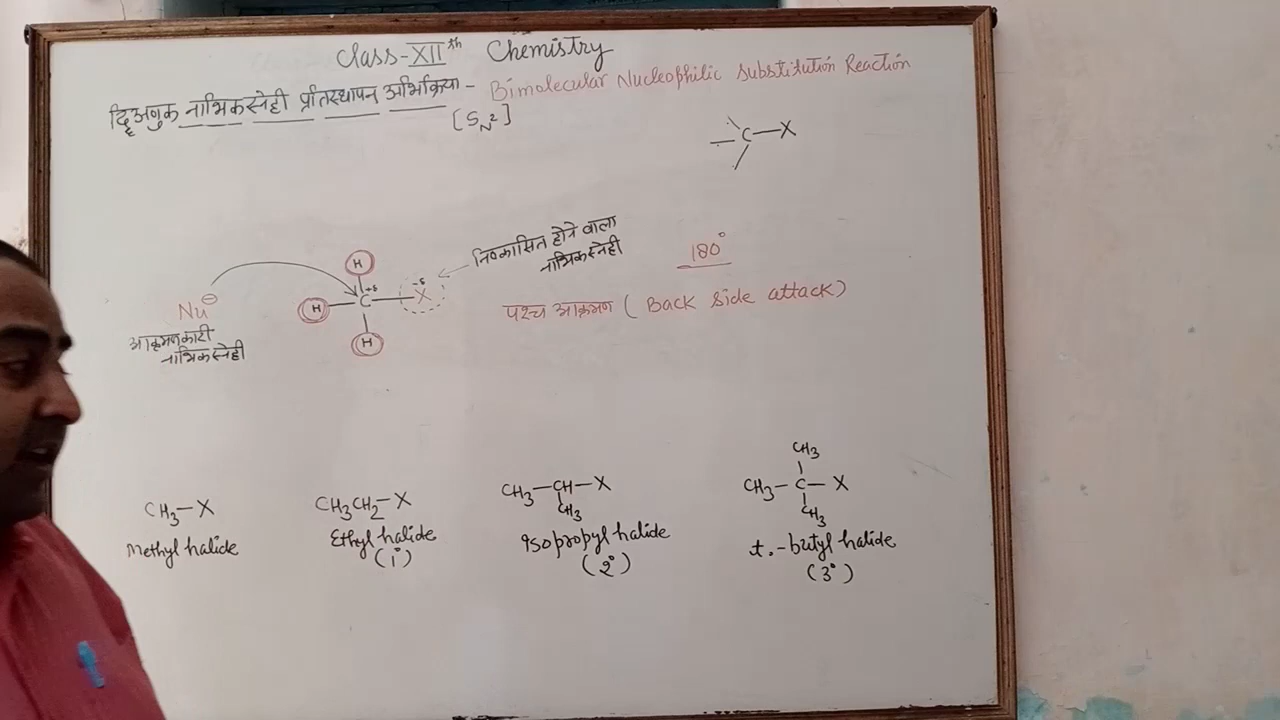 Class-XIIth Chemistry
द्विअणुक नाभिकस्नेही प्रतिस्थापन अभिक्रिया - Bimolecular Nucleophilic Substitution Reaction
[SN2]
C-X
निष्कासित होने वाला
नाभिकस्नेही
180°
H
+δ -δ
Nu⊖ H-C-X
पश्च आक्रमण (Back side attack)
आक्रमणकारी
नाभिकस्नेही
H
CH3
CH3-X
CH3CH2-X
CH3-CH-X
CH3-C-X
CH3
CH3
Methyl halide
Ethyl halide
isopropyl halide
t.-butyl halide
(1°)
(2°)
(3°)